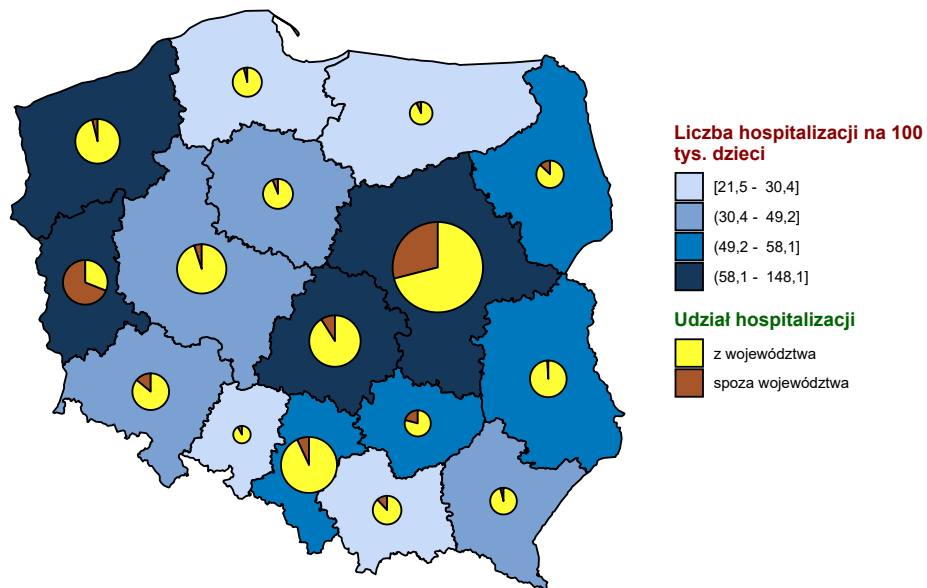 Liczba hospitalizacji na 100
tys. dzieci
[21,5 - 30,4]
(30,4 - 49,2]
(49,2 - 58,1]
(58,1 - 148,1]
Udział hospitalizacji
z województwa
spoza województwa